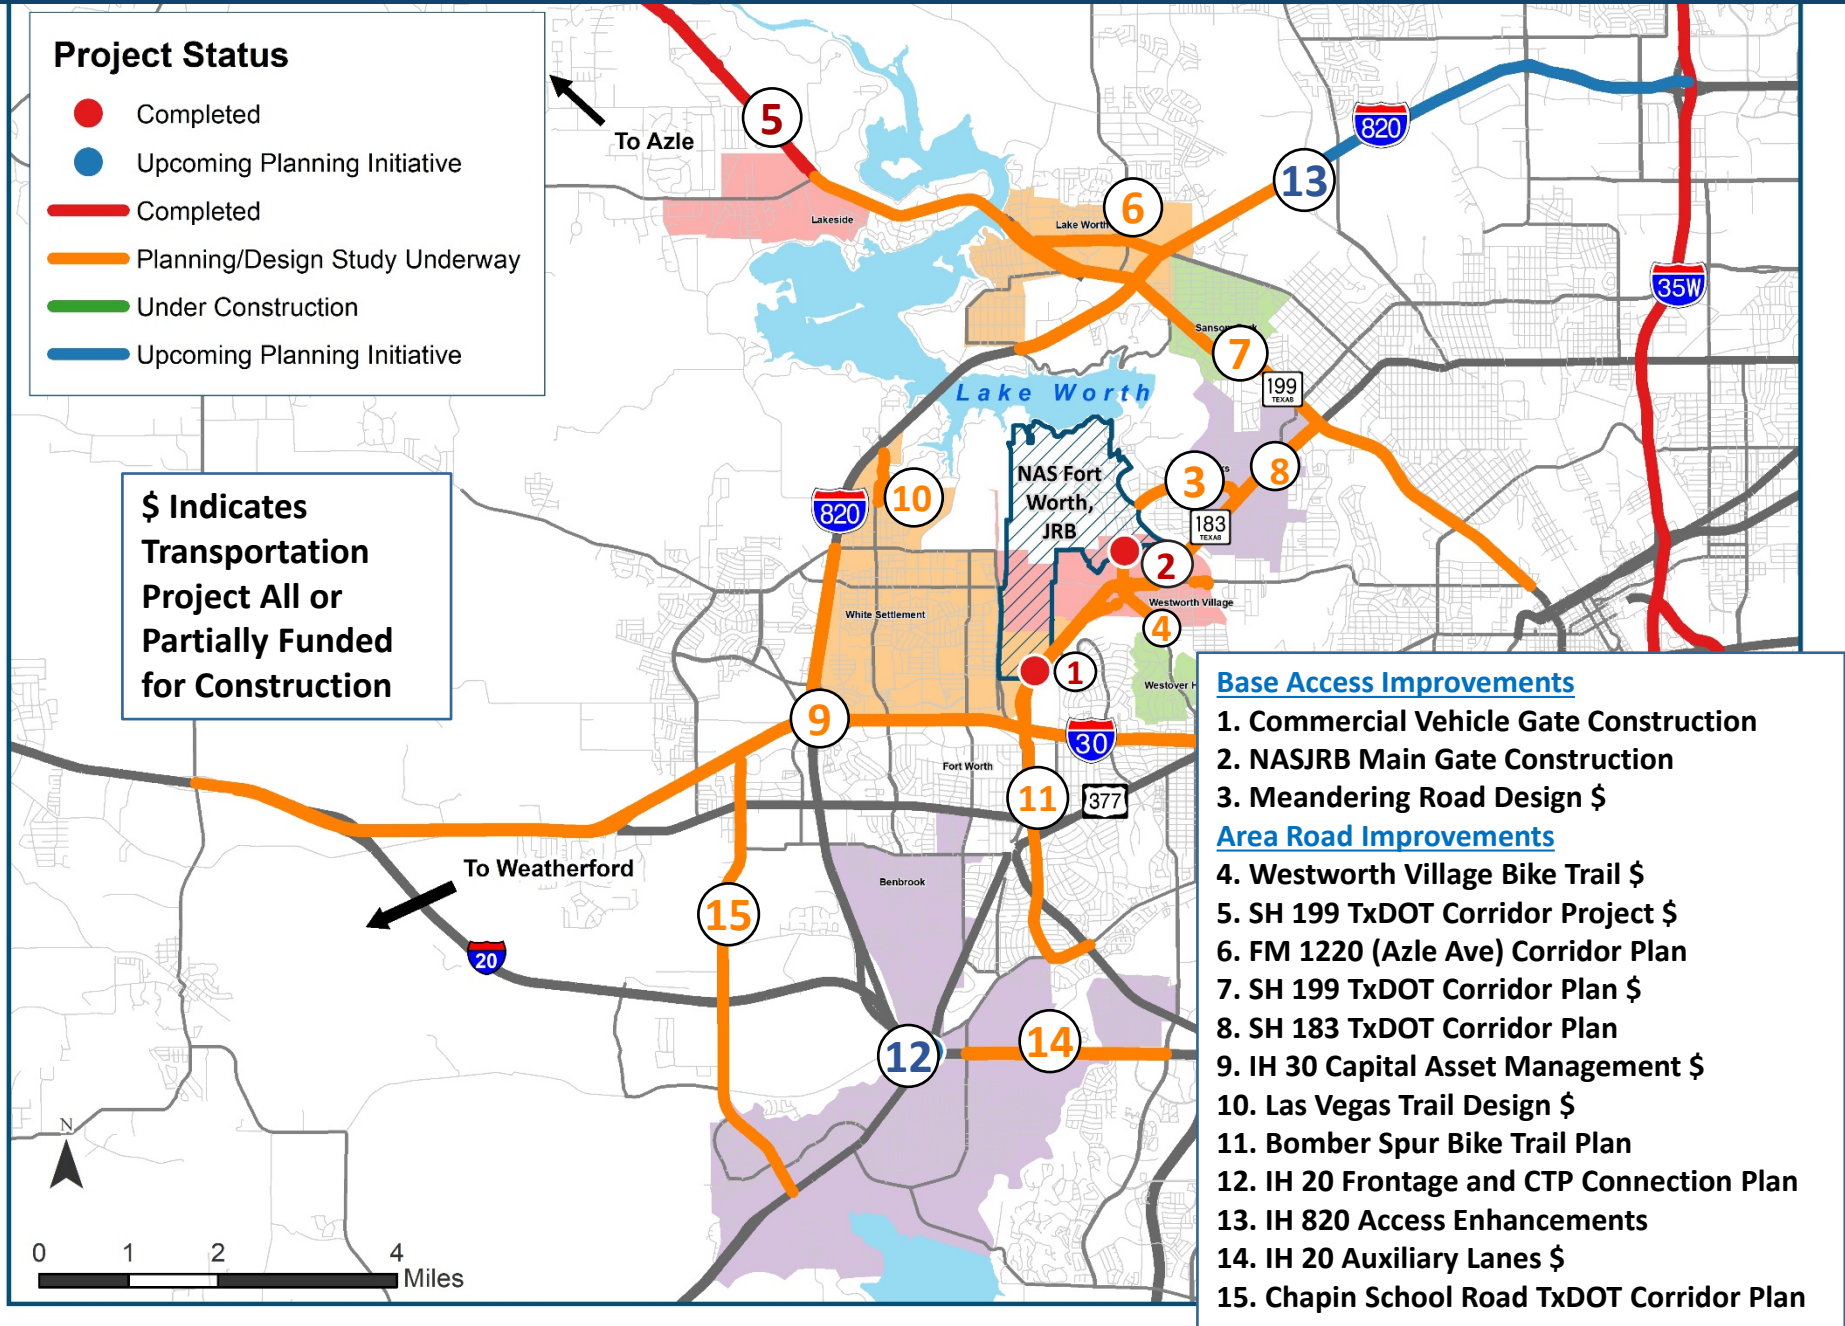 Project Status
Completed
Upcoming Planning Initiative
Completed
Planning/Design Study Underway
Under Construction
Upcoming Planning Initiative
To Azle
5
820
13
6
Lake Worth
Lakeside
35W
7
199
TEXAS
Lake Worth
NAS Fort
Worth,
JRB
3
8
10
820
183
TEXAS
2
$ Indicates
Transportation
Project All or
Partially Funded
for Construction
White Settlement
Westworth Village
4
1
Westover H
9
30
Fort Worth
11
377
To Weatherford
Benbrook
15
20
12
14
N
0 1 2 4
Miles
Base Access Improvements
1. Commercial Vehicle Gate Construction
2. NASJRB Main Gate Construction
3. Meandering Road Design $
Area Road Improvements
4. Westworth Village Bike Trail $
5. SH 199 TxDOT Corridor Project $
6. FM 1220 (Azle Ave) Corridor Plan
7. SH 199 TxDOT Corridor Plan $
8. SH 183 TxDOT Corridor Plan
9. IH 30 Capital Asset Management $
10. Las Vegas Trail Design $
11. Bomber Spur Bike Trail Plan
12. IH 20 Frontage and CTP Connection Plan
13. IH 820 Access Enhancements
14. IH 20 Auxiliary Lanes $
15. Chapin School Road TxDOT Corridor Plan